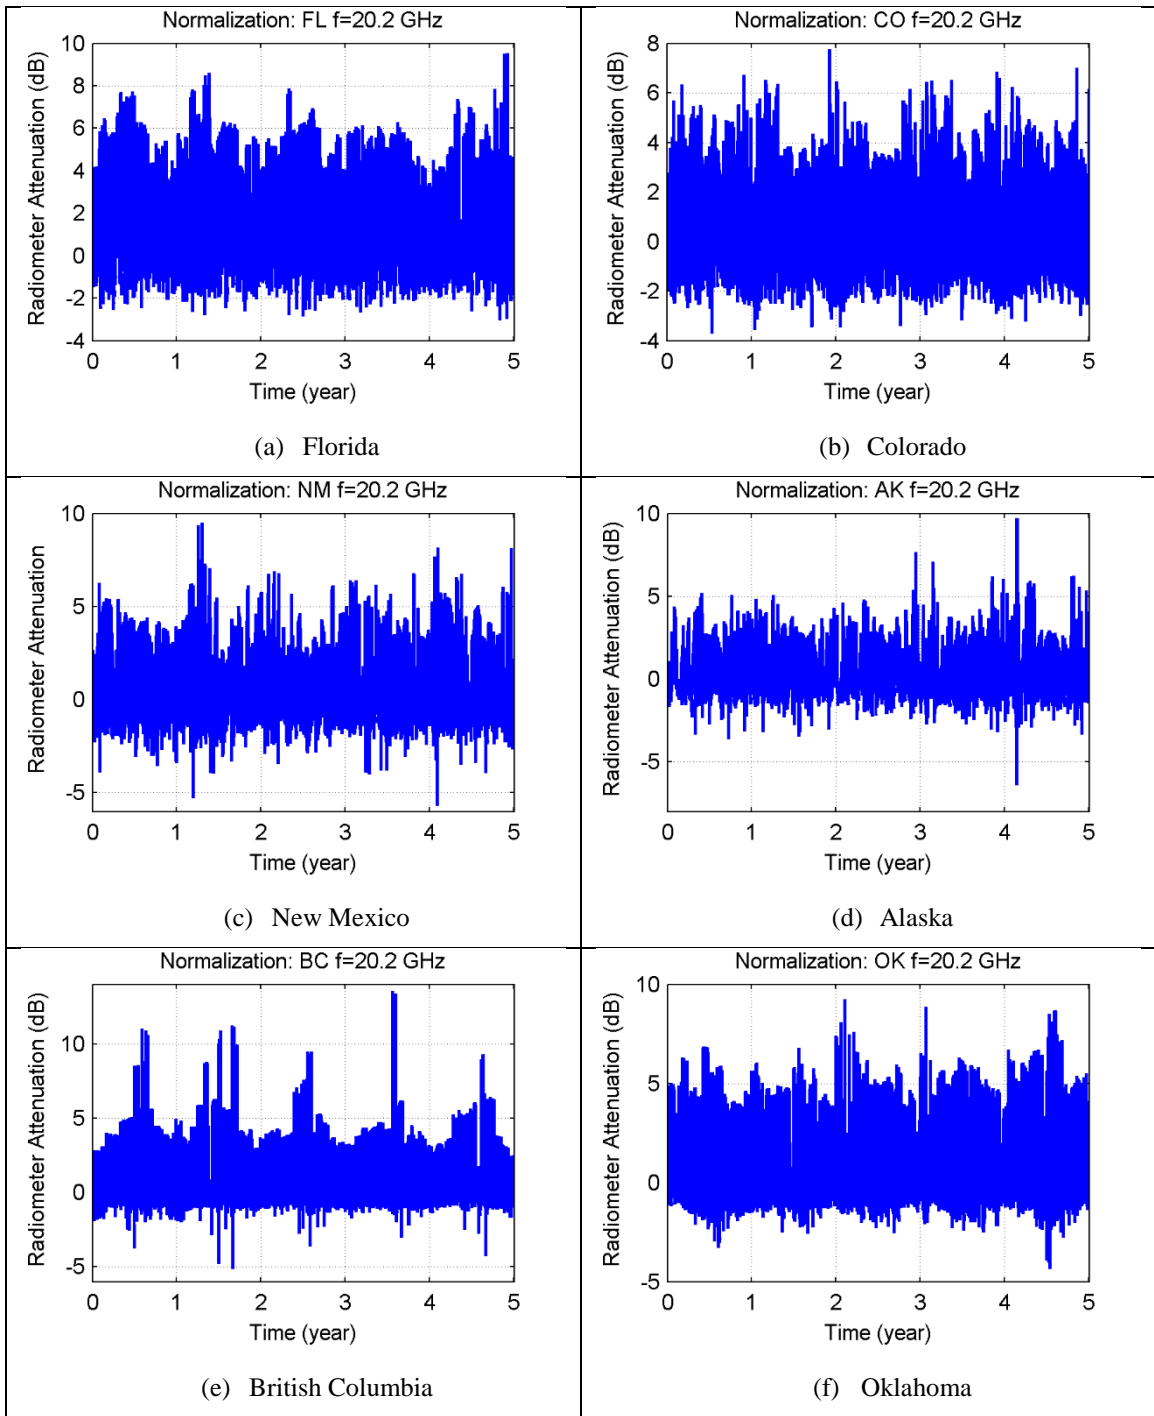 Normalization: FL f=20.2 GHz
Radiometer Attenuation (dB)
10
8
6
4
2
0
-2
-4
0 1 2 3 4 5
Time (year)
(a) Florida
Normalization: CO f=20.2 GHz
Radiometer Attenuation (dB)
8
6
4
2
0
-2
-4
0 1 2 3 4 5
Time (year)
(b) Colorado
Normalization: NM f=20.2 GHz
Radiometer Attenuation
10
5
0
-5
0 1 2 3 4 5
Time (year)
(c) New Mexico
Normalization: AK f=20.2 GHz
Radiometer Attenuation (dB)
10
5
0
-5
0 1 2 3 4 5
Time (year)
(d) Alaska
Normalization: BC f=20.2 GHz
Radiometer Attenuation (dB)
10
5
0
-5
0 1 2 3 4 5
Time (year)
(e) British Columbia
Normalization: OK f=20.2 GHz
Radiometer Attenuation (dB)
10
5
0
-5
0 1 2 3 4 5
Time (year)
(f) Oklahoma